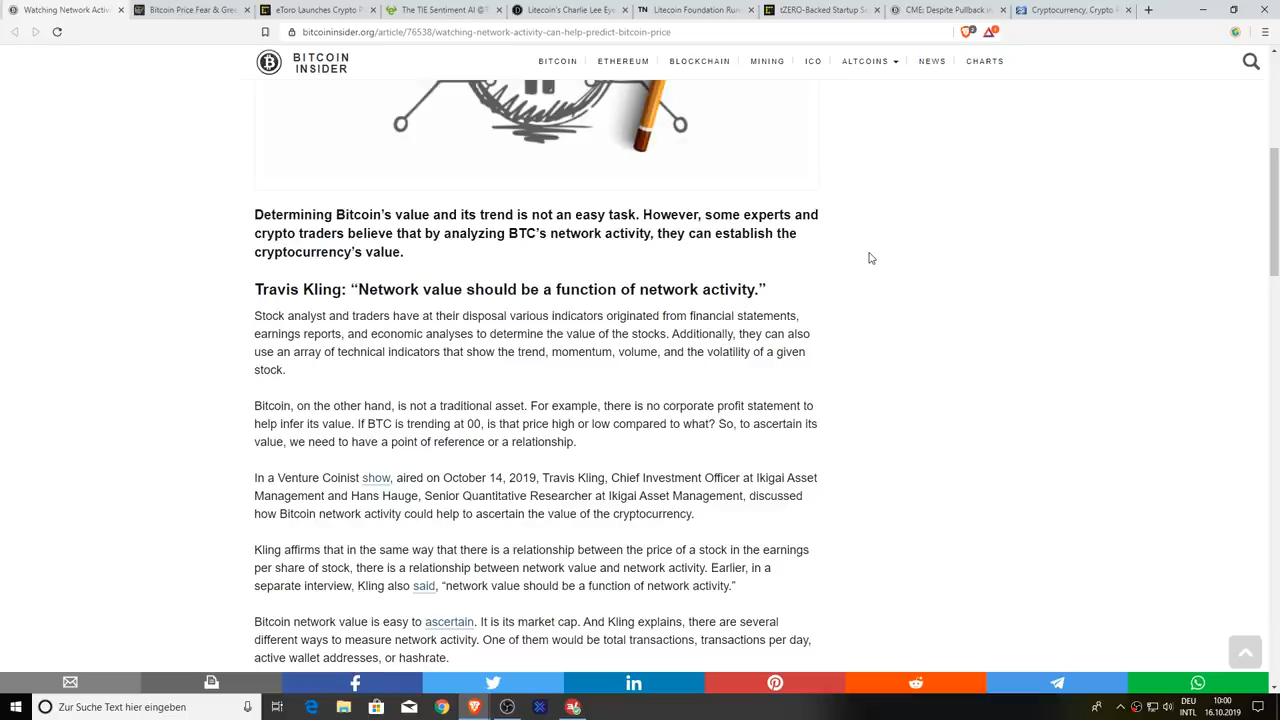 Watching Network Activi
Bitcoin Price Fear & Gre
eToro Launches Crypto P
The TIE Sentiment AI @T
Litecoin's Charlie Lee Eye
Litecoin Foundation Run
tZERO-Backed Startup Se
CME: Despite Pullback in
Cryptocurrency, Crypto
bitcoininsider.org/article/76538/watching-network-activity-can-help-predict-bitcoin-price
BITCOIN
INSIDER
BITCOIN
ETHEREUM
BLOCKCHAIN
MINING
ICO
ALTCOINS
NEWS
CHARTS
Determining Bitcoin's value and its trend is not an easy task. However, some experts and
crypto traders believe that by analyzing BTC's network activity, they can establish the
cryptocurrency's value.
Travis Kling: “Network value should be a function of network activity.”
Stock analyst and traders have at their disposal various indicators originated from financial statements,
earnings reports, and economic analyses to determine the value of the stocks. Additionally, they can also
use an array of technical indicators that show the trend, momentum, volume, and the volatility of a given
stock.
Bitcoin, on the other hand, is not a traditional asset. For example, there is no corporate profit statement to
help infer its value. If BTC is trending at 00, is that price high or low compared to what? So, to ascertain its
value, we need to have a point of reference or a relationship.
In a Venture Coinist show, aired on October 14, 2019, Travis Kling, Chief Investment Officer at Ikigai Asset
Management and Hans Hauge, Senior Quantitative Researcher at Ikigai Asset Management, discussed
how Bitcoin network activity could help to ascertain the value of the cryptocurrency.
Kling affirms that in the same way that there is a relationship between the price of a stock in the earnings
per share of stock, there is a relationship between network value and network activity. Earlier, in a
separate interview, Kling also said, “network value should be a function of network activity.”
Bitcoin network value is easy to ascertain. It is its market cap. And Kling explains, there are several
different ways to measure network activity. One of them would be total transactions, transactions per day,
active wallet addresses, or hashrate.
Zur Suche Text hier eingeben
DEU
INTL
10:00
16.10.2019